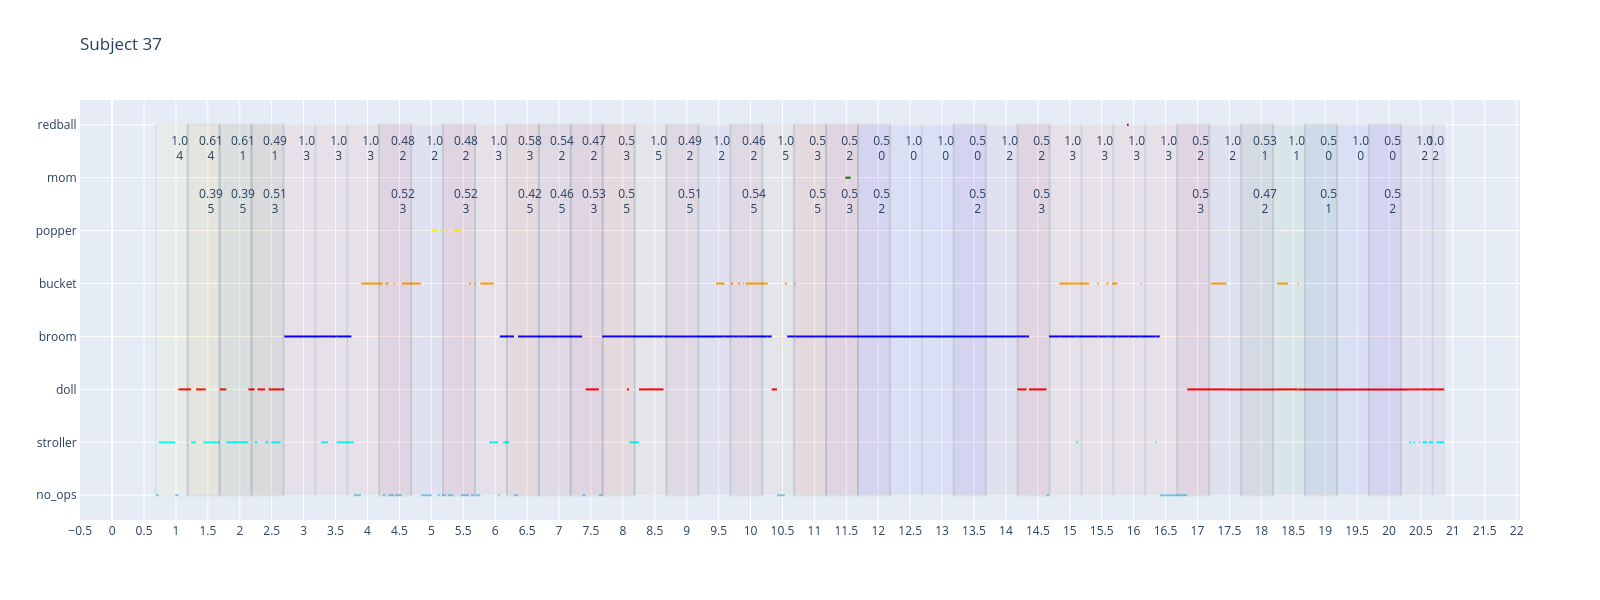 Subject 37
redball
1.0 0.61 0.61 0.49 1.0 1.0 1.0 0.48 1.0 0.48 1.0 0.58 0.54 0.47 0.5 1.0 0.49 1.0 0.46 1.0 0.5 0.5 0.5 1.0 1.0 0.5 1.0 0.5 1.0 1.0 1.0 1.0 0.5 1.0 0.53 1.0 0.5 1.0 0.5 1.0 1.0
4 4 1 1 3 3 3 2 2 2 3 3 2 2 3 5 2 2 2 5 3 2 0 0 0 0 2 2 3 3 3 3 2 2 1 1 0 0 0 2 2
mom
0.39 0.39 0.51 0.52 0.52 0.42 0.46 0.53 0.5 0.51 0.54 0.5 0.5 0.5 0.5 0.5 0.5 0.47 0.5 0.5
5 5 3 3 3 5 5 3 5 5 5 5 3 2 2 3 3 2 1 2
popper
bucket
broom
doll
stroller
no_ops
−0.5 0 0.5 1 1.5 2 2.5 3 3.5 4 4.5 5 5.5 6 6.5 7 7.5 8 8.5 9 9.5 10 10.5 11 11.5 12 12.5 13 13.5 14 14.5 15 15.5 16 16.5 17 17.5 18 18.5 19 19.5 20 20.5 21 21.5 22